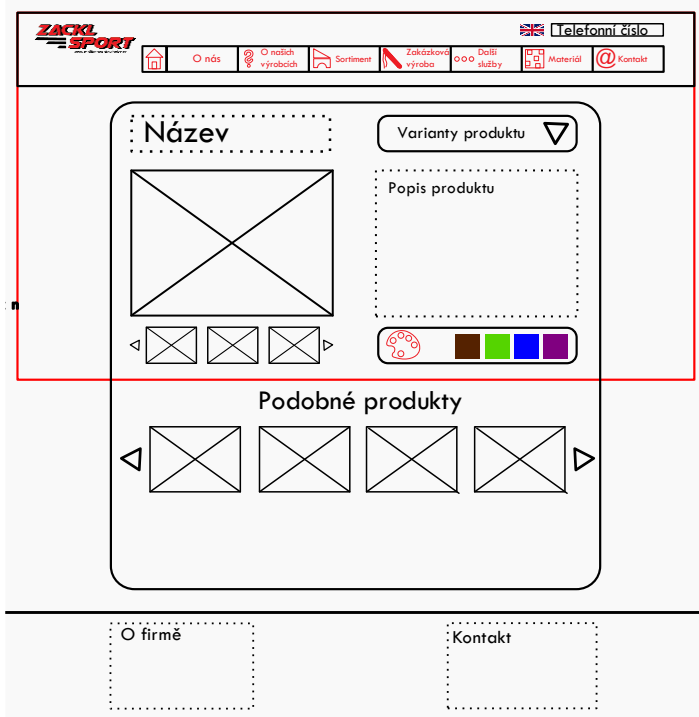 ZACKL
SPORT
Telefonní číslo
O nás
O našich
výrobcích
Sortiment
Zakázková
výroba
Další
služby
Materiál
@ Kontakt
Název
Varianty produktu
Popis produktu
Podobné produkty
O firmě
Kontakt